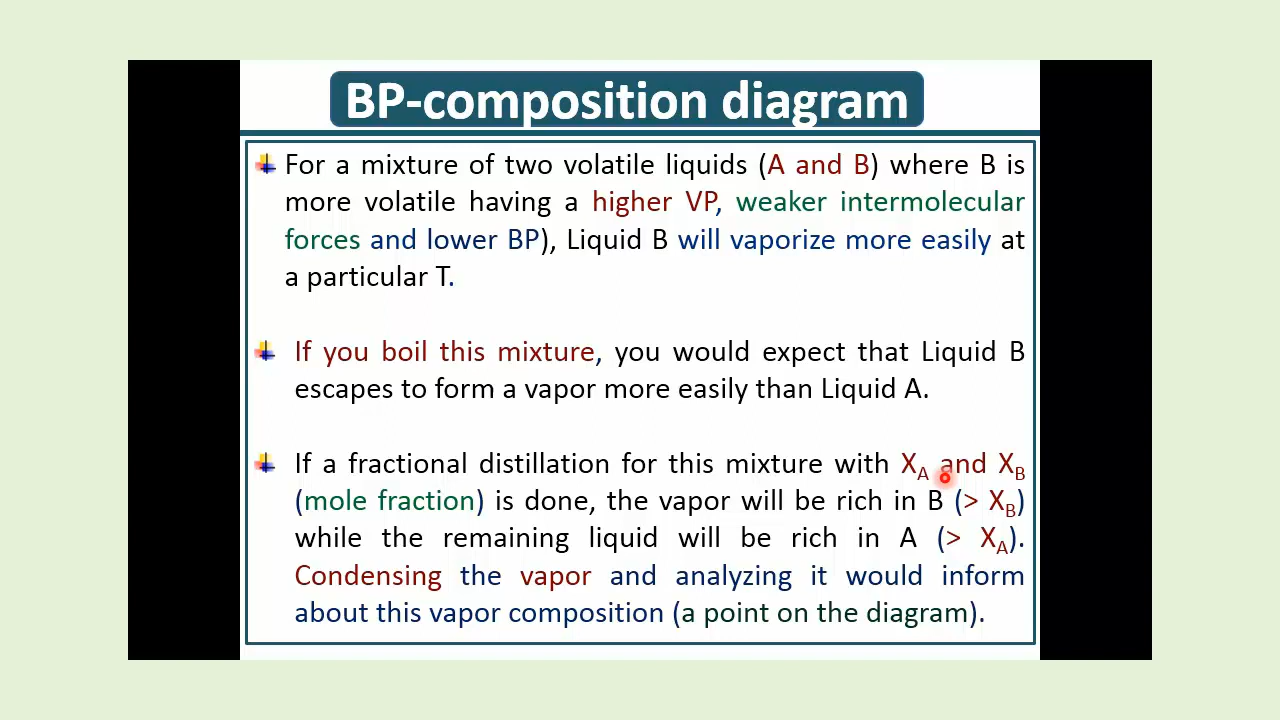 BP-composition diagram
For a mixture of two volatile liquids (A and B) where B is
more volatile having a higher VP, weaker intermolecular
forces and lower BP), Liquid B will vaporize more easily at
a particular T.
If you boil this mixture, you would expect that Liquid B
escapes to form a vapor more easily than Liquid A.
If a fractional distillation for this mixture with XA and XB
(mole fraction) is done, the vapor will be rich in B (> XB)
while the remaining liquid will be rich in A (> XA).
Condensing the vapor and analyzing it would inform
about this vapor composition (a point on the diagram).